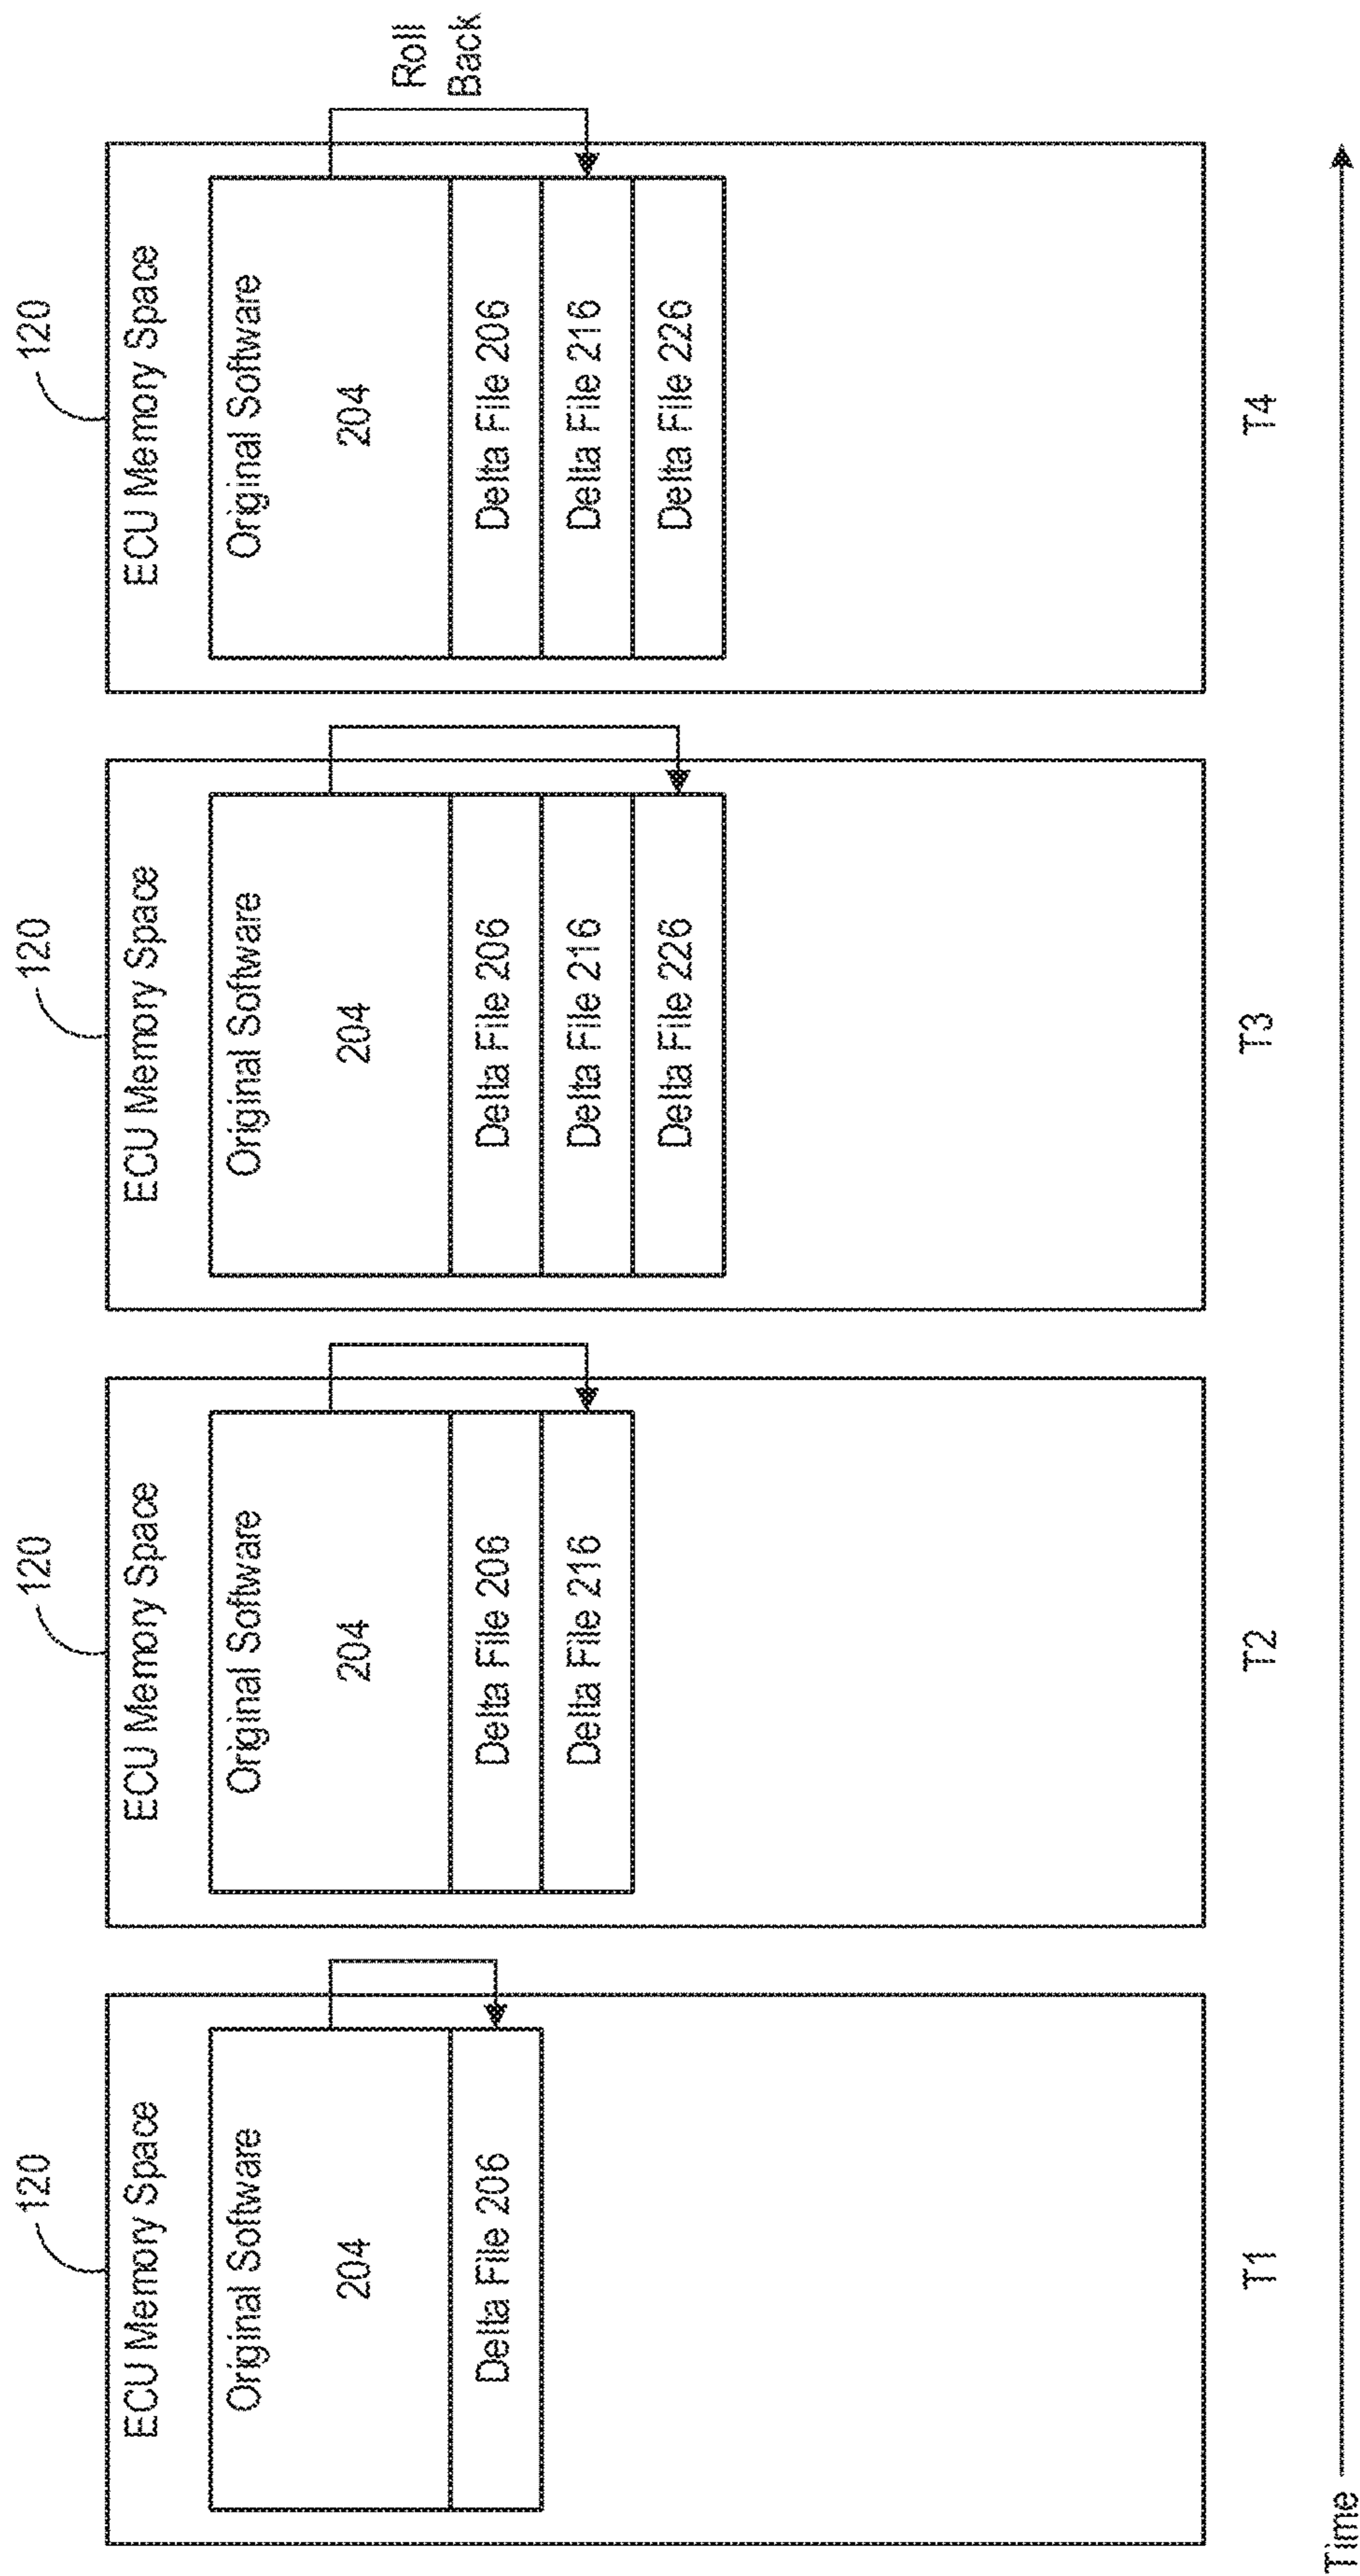 120
ECU Memory Space
Original Software
204
Delta File 206
T1
120
ECU Memory Space
Original Software
204
Delta File 206
Delta File 216
T2
120
ECU Memory Space
Original Software
204
Delta File 206
Delta File 216
Delta File 226
T3
120
ECU Memory Space
Original Software
204
Delta File 206
Delta File 216
Delta File 226
T4
Roll
Back
Time